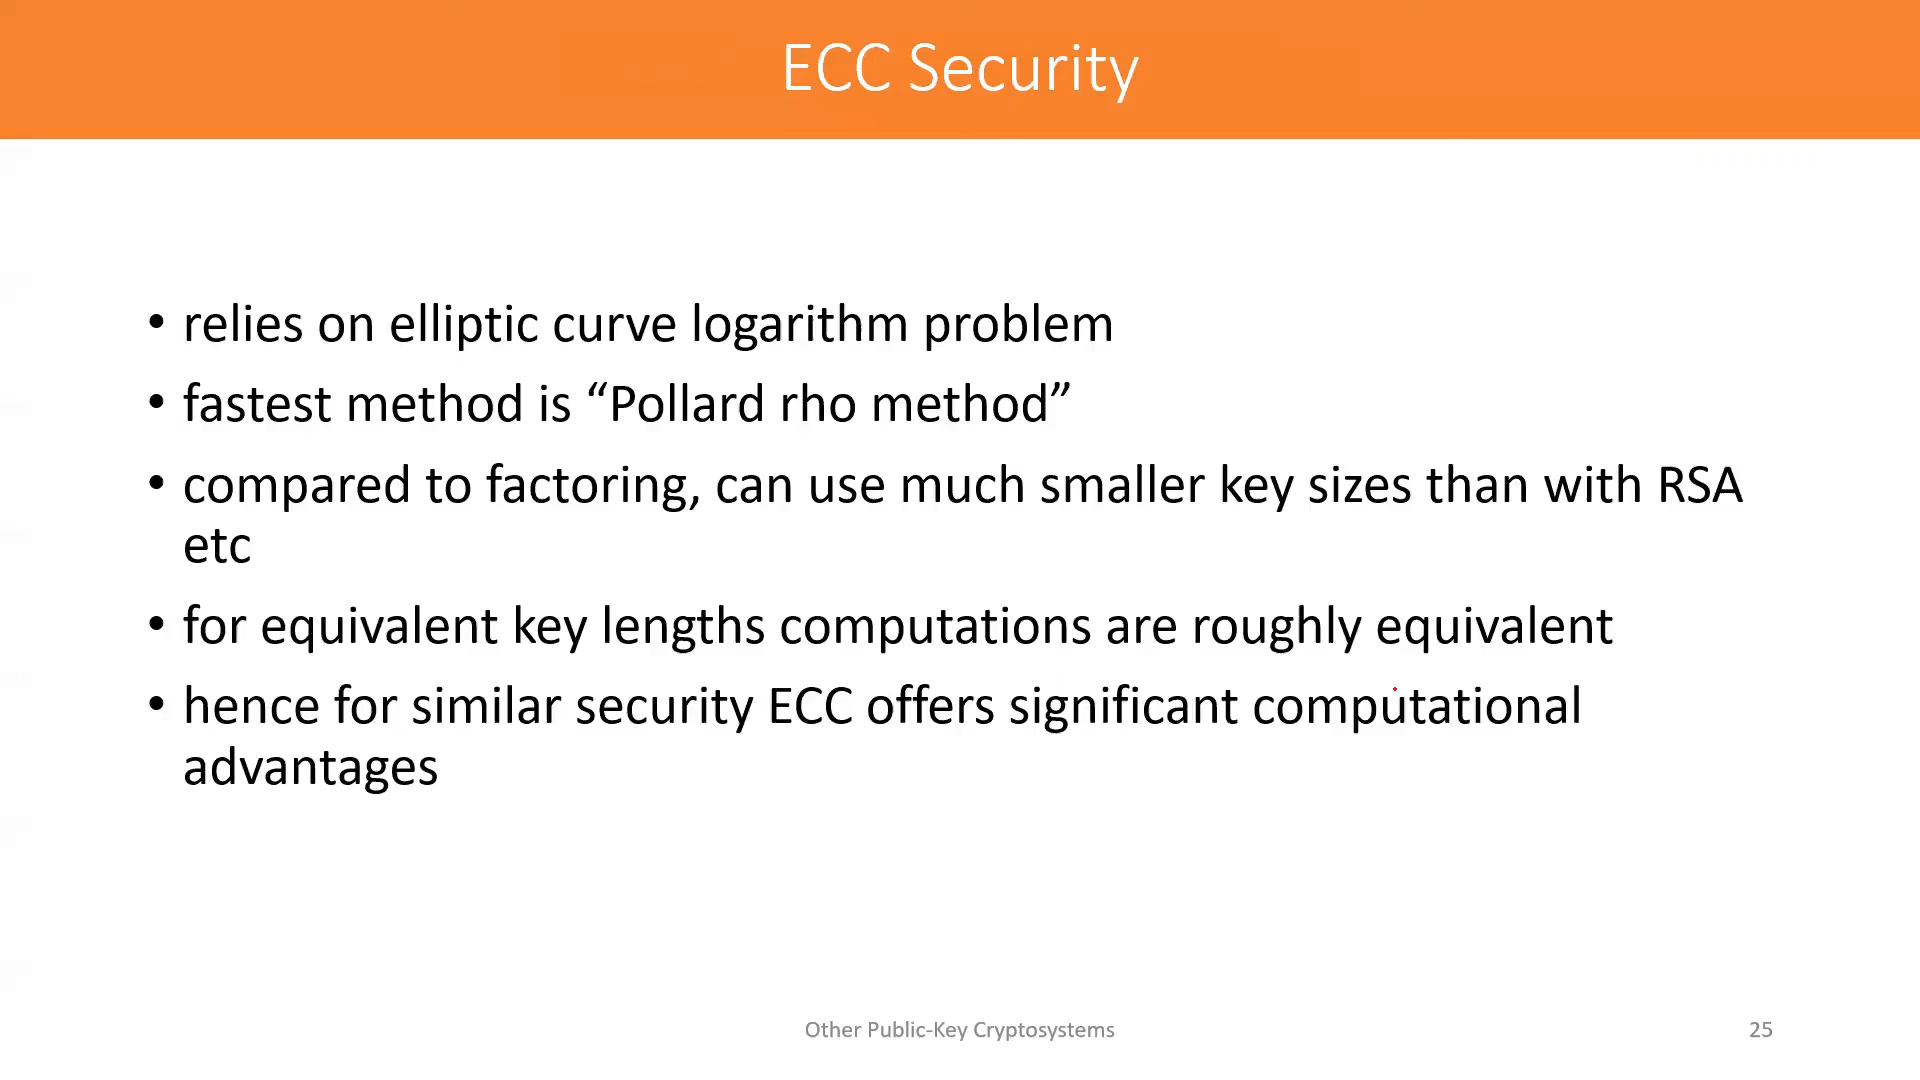 ECC Security
• relies on elliptic curve logarithm problem
• fastest method is “Pollard rho method”
• compared to factoring, can use much smaller key sizes than with RSA
etc
• for equivalent key lengths computations are roughly equivalent
• hence for similar security ECC offers significant computational
advantages
Other Public-Key Cryptosystems
25